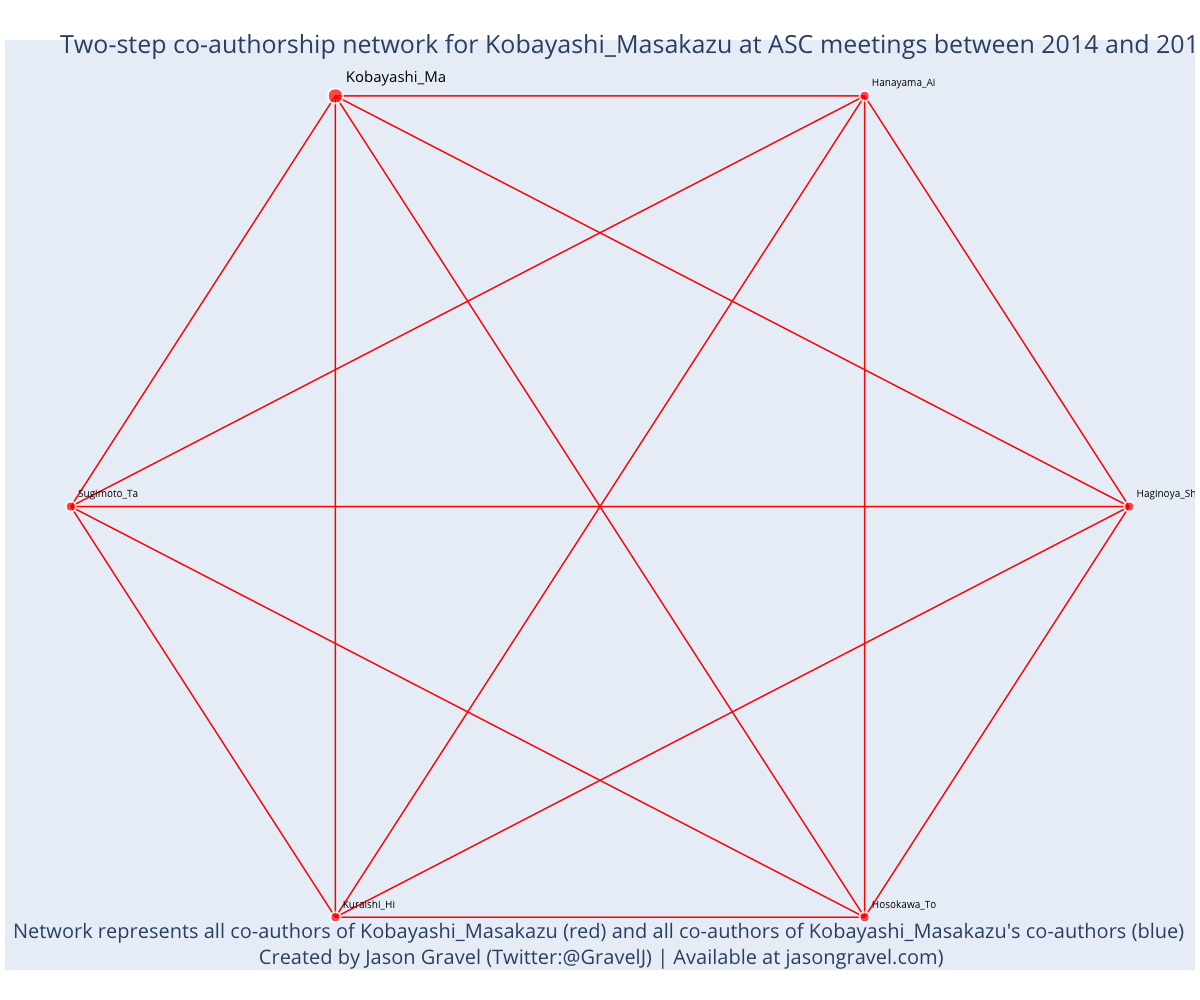 Two-step co-authorship network for Kobayashi_Masakazu at ASC meetings between 2014 and 201
Kobayashi_Ma
Hanayama_Ai
Sugimoto_Ta
Haginoya_Sh
Kuraishi_Hi
Hosokawa_To
Network represents all co-authors of Kobayashi_Masakazu (red) and all co-authors of Kobayashi_Masakazu's co-authors (blue)
Created by Jason Gravel (Twitter:@GravelJ) | Available at jasongravel.com)